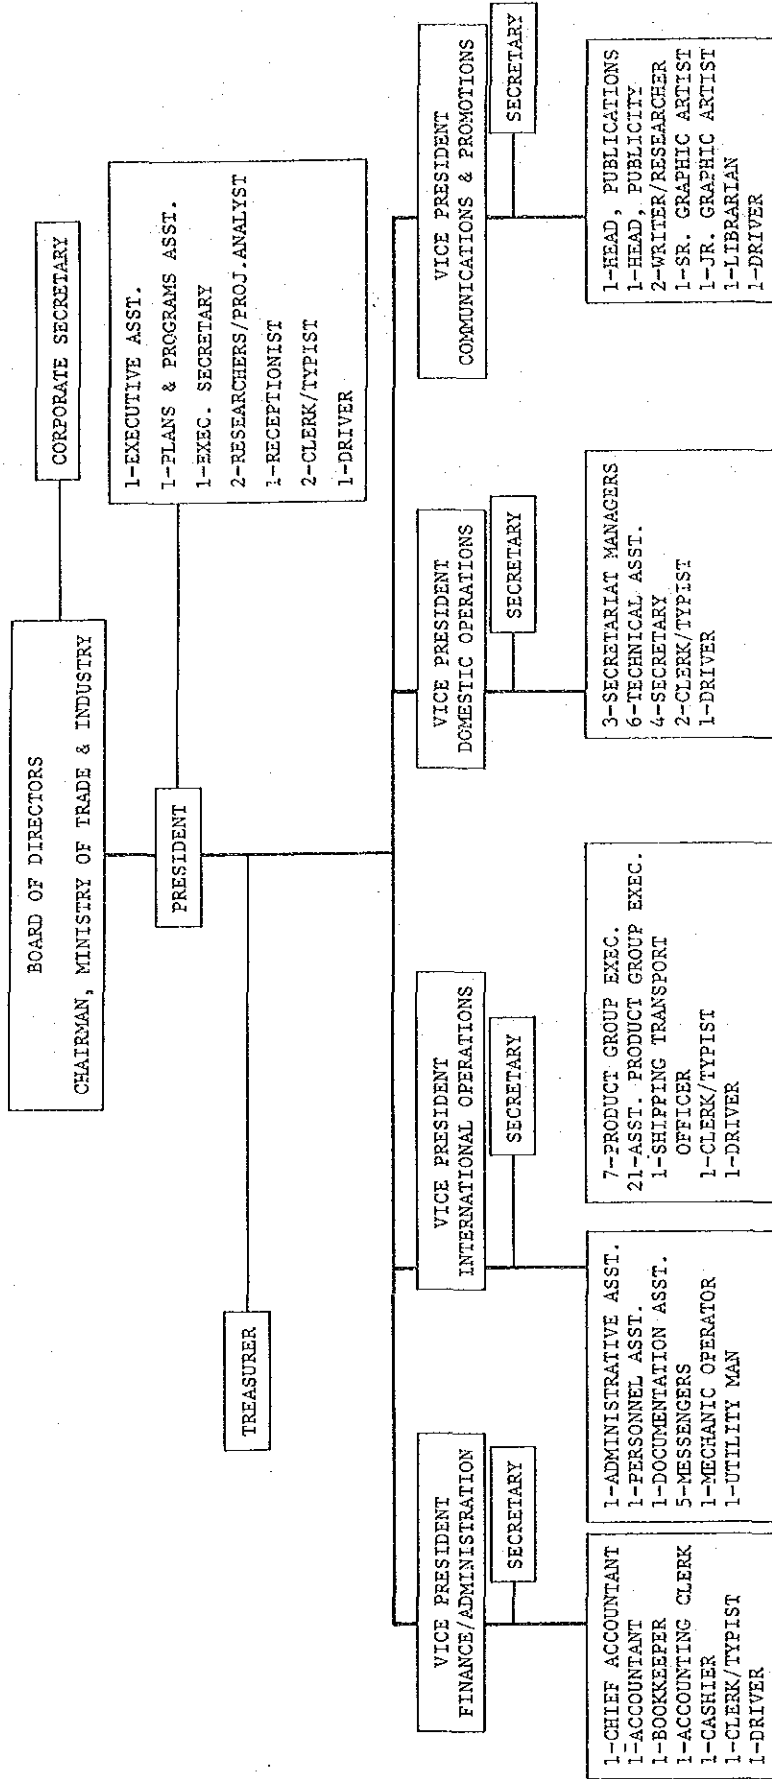 BOARD OF DIRECTORS
CHAIRMAN, MINISTRY OF TRADE & INDUSTRY
CORPORATE SECRETARY
PRESIDENT
1-EXECUTIVE ASST.
1-PLANS & PROGRAMS ASST.
1-EXEC. SECRETARY
2-RESEARCHERS/PROJ.ANALYST
1-RECEPTIONIST
2-CLERK/TYPIST
1-DRIVER
TREASURER
VICE PRESIDENT
FINANCE/ADMINISTRATION
SECRETARY
1-CHIEF ACCOUNTANT
1-ACCOUNTANT
1-BOOKKEEPER
1-ACCOUNTING CLERK
1-CASHIER
1-CLERK/TYPIST
1-DRIVER
1-ADMINISTRATIVE ASST.
1-PERSONNEL ASST.
1-DOCUMENTATION ASST.
5-MESSENGERS
1-MECHANIC OPERATOR
1-UTILITY MAN
VICE PRESIDENT
INTERNATIONAL OPERATIONS
SECRETARY
7-PRODUCT GROUP EXEC.
21-ASST. PRODUCT GROUP EXEC.
1-SHIPPING TRANSPORT
OFFICER
1-CLERK/TYPIST
1-DRIVER
VICE PRESIDENT
DOMESTIC OPERATIONS
SECRETARY
3-SECRETARIAT MANAGERS
6-TECHNICAL ASST.
4-SECRETARY
2-CLERK/TYPIST
1-DRIVER
VICE PRESIDENT
COMMUNICATIONS & PROMOTIONS
SECRETARY
1-HEAD, PUBLICATIONS
1-HEAD, PUBLICITY
2-WRITER/RESEARCHER
1-SR. GRAPHIC ARTIST
1-JR. GRAPHIC ARTIST
1-LIBRARIAN
1-DRIVER